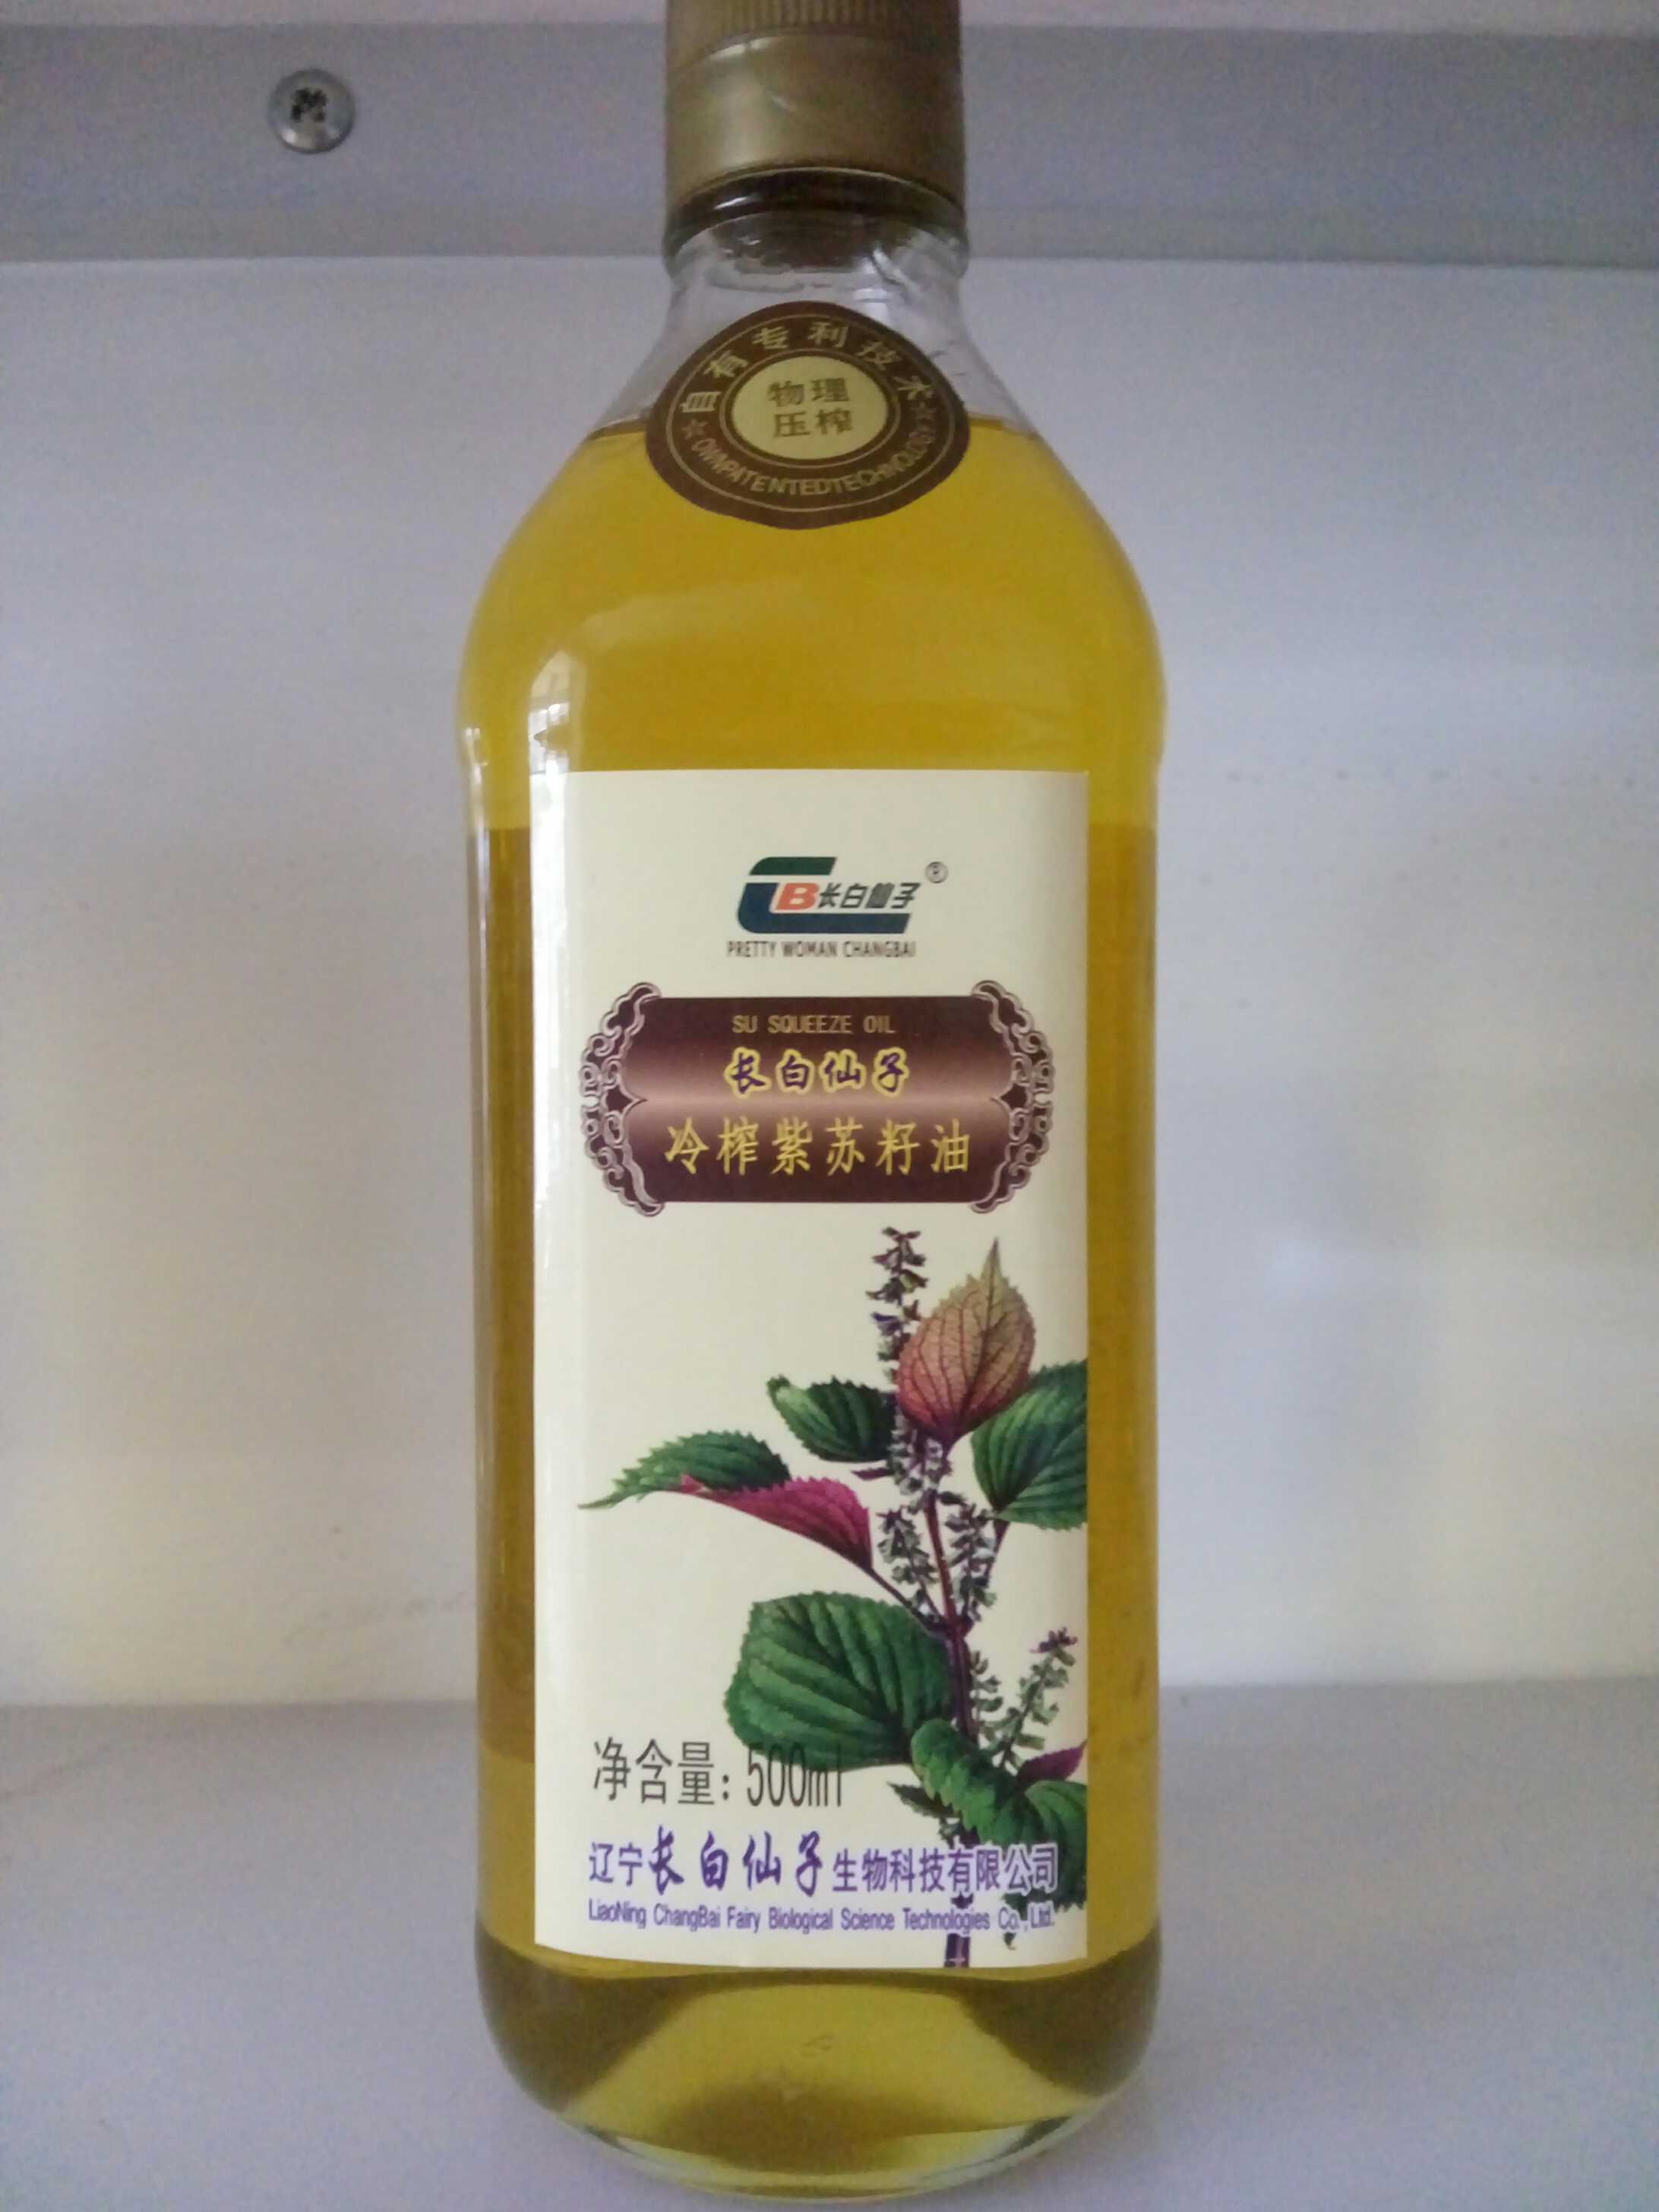 自有专利技术
物理
压榨
☆OWNPATENTEDTECHNOLOGY☆
CB长白仙子®
PRETTY WOMAN CHANGBAI
SU SQUEEZE OIL
长白仙子
冷榨紫苏籽油
净含量：500ml
辽宁长白仙子生物科技有限公司
LiaoNing ChangBai Fairy Biological Science Technologies Co.,Ltd.